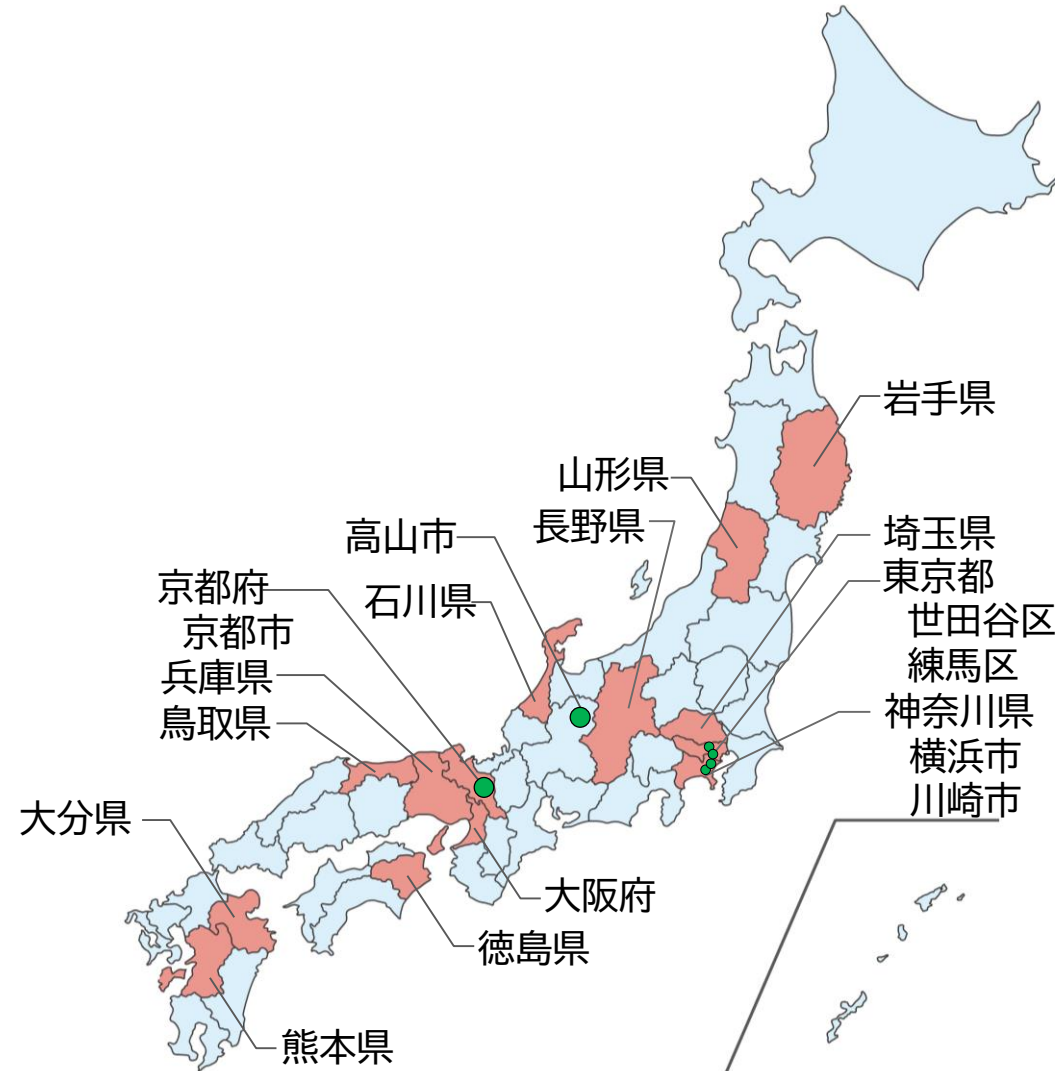 岩手県
山形県
長野県
高山市
石川県
京都府
京都市
兵庫県
鳥取県
大分県
埼玉県
東京都
世田谷区
練馬区
神奈川県
横浜市
川崎市
大阪府
徳島県
熊本県